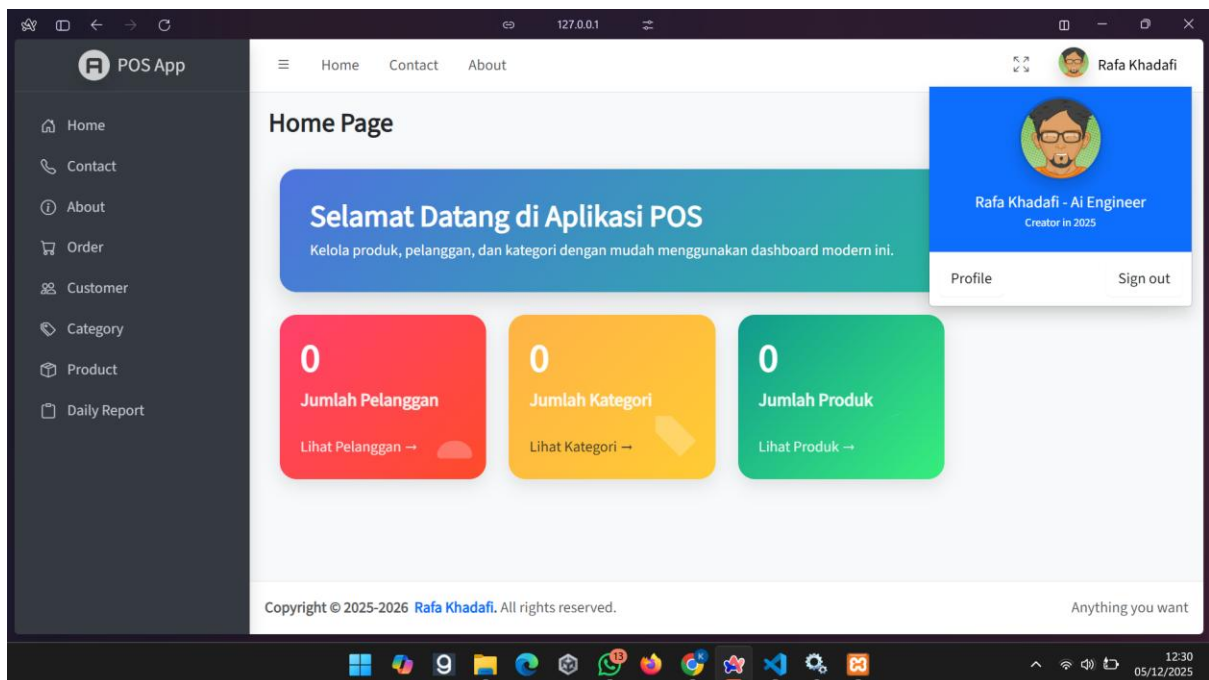 127.0.0.1
POS App
Home
Contact
About
Rafa Khadafi
Home
Contact
About
Order
Customer
Category
Product
Daily Report
Home Page
Selamat Datang di Aplikasi POS
Kelola produk, pelanggan, dan kategori dengan mudah menggunakan dashboard modern ini.
Rafa Khadafi - Ai Engineer
Creator in 2025
Profile
Sign out
0
Jumlah Pelanggan
Lihat Pelanggan →
0
Jumlah Kategori
Lihat Kategori →
0
Jumlah Produk
Lihat Produk →
Copyright © 2025-2026 Rafa Khadafi. All rights reserved.
Anything you want
13
12:30
05/12/2025